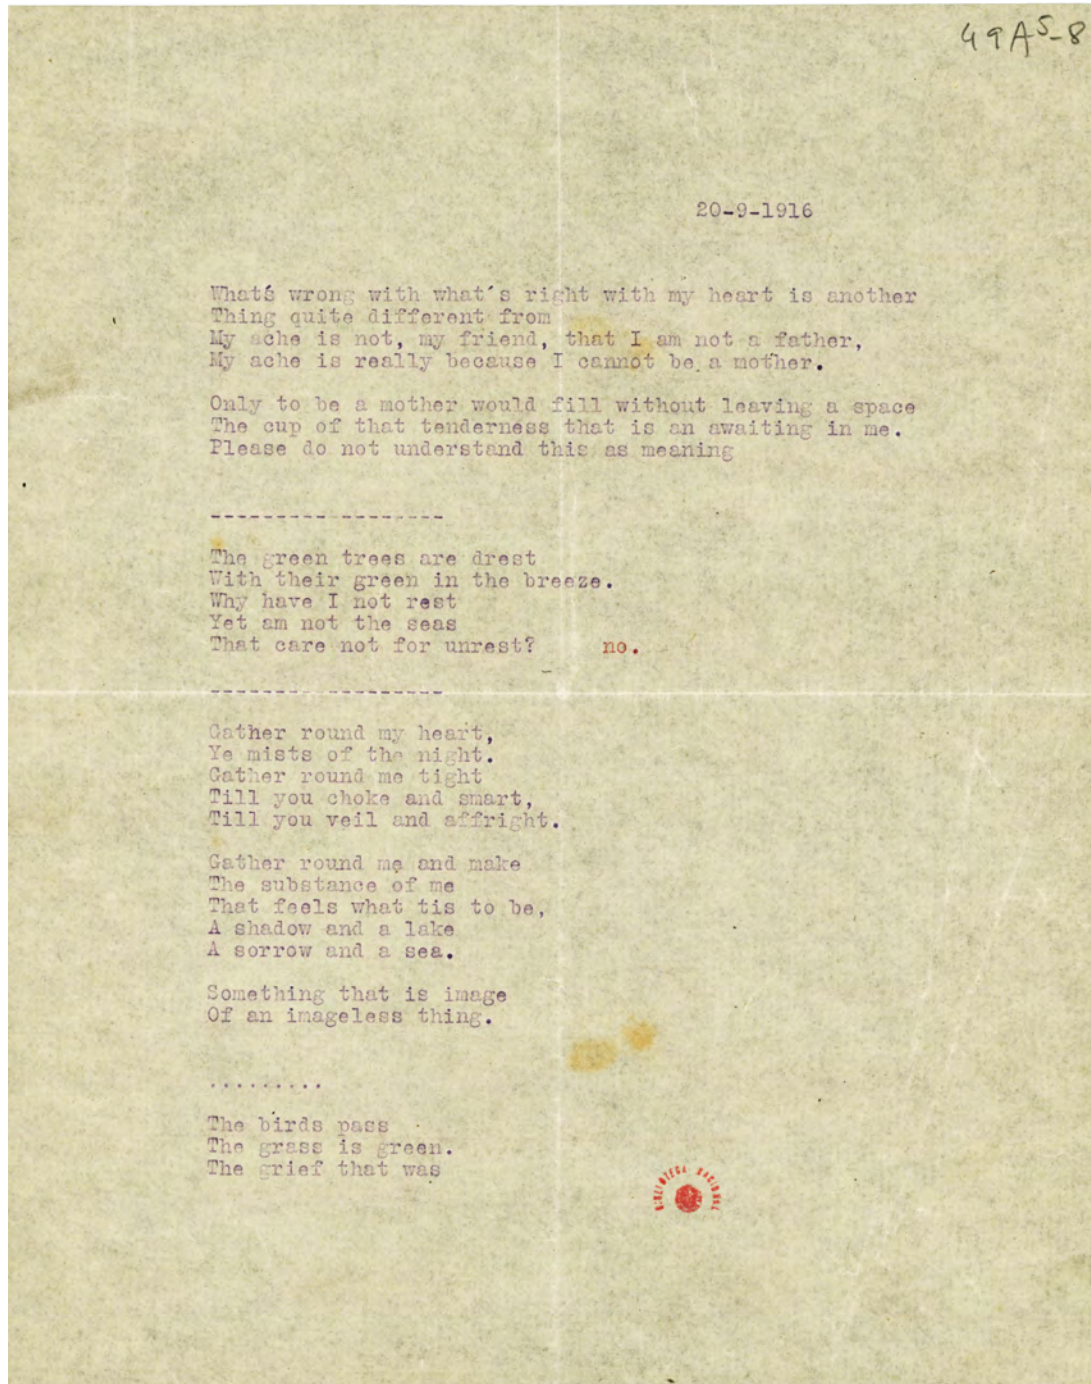 49A5-8
20-9-1916
What´s wrong with what´s right with my heart is another
Thing quite different from
My ache is not, my friend, that I am not a father,
My ache is really because I cannot be a mother.
Only to be a mother would fill without leaving a space
The cup of that tenderness that is an awaiting in me.
Please do not understand this as meaning
------------------
The green trees are drest
With their green in the breeze.
Why have I not rest
Yet am not the seas
That care not for unrest? no.
------------------
Gather round my heart,
Ye mists of the night.
Gather round me tight
Till you choke and smart,
Till you veil and affright.
Gather round me and make
The substance of me
That feels what tis to be,
A shadow and a lake
A sorrow and a sea.
Something that is image
Of an imageless thing.
.........
The birds pass
The grass is green.
The grief that was
BIBLIOTECA NACIONAL